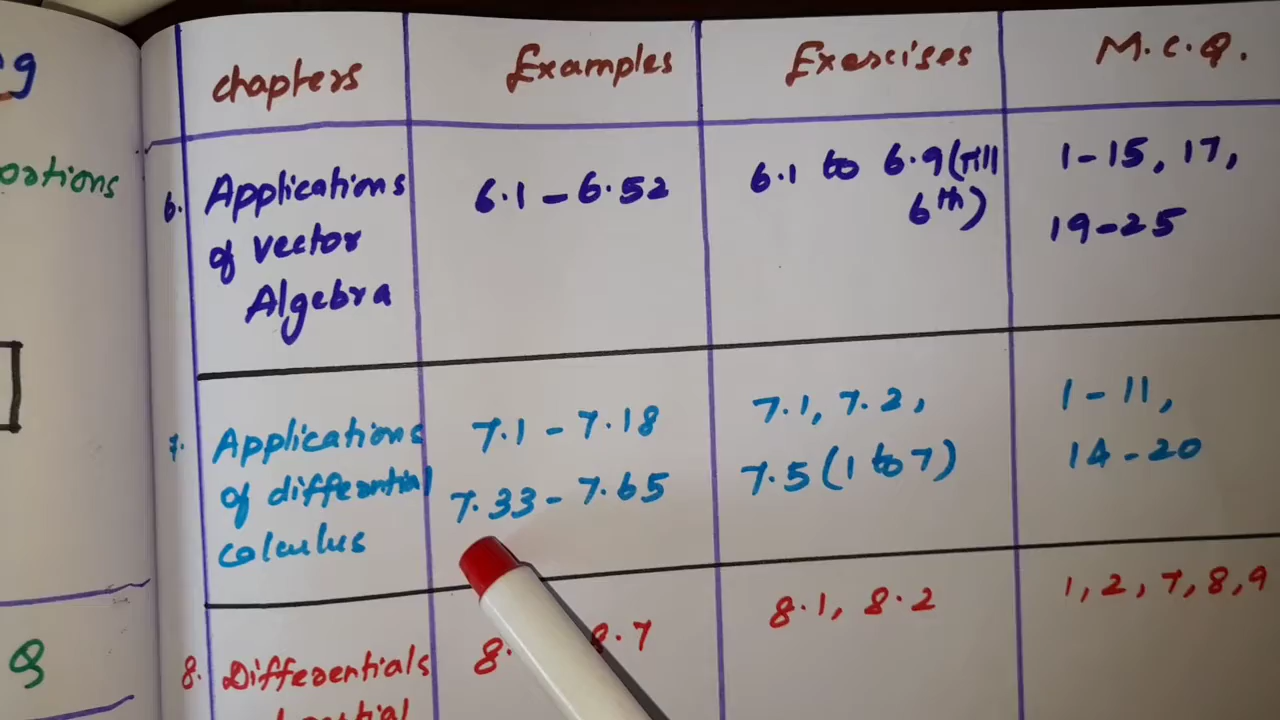 chapters Examples Exercises M.C.Q.
6. Applications of vector Algebra
6.1 - 6.52
6.1 to 6.9 (till 6th)
1-15, 17,
19-25
7. Applications of differential calculus
7.1 - 7.18
7.33 - 7.65
7.1, 7.2,
7.5 (1 to 7)
1-11,
14-20
8. Differentials
8.1, 8.2
1, 2, 7, 8, 9